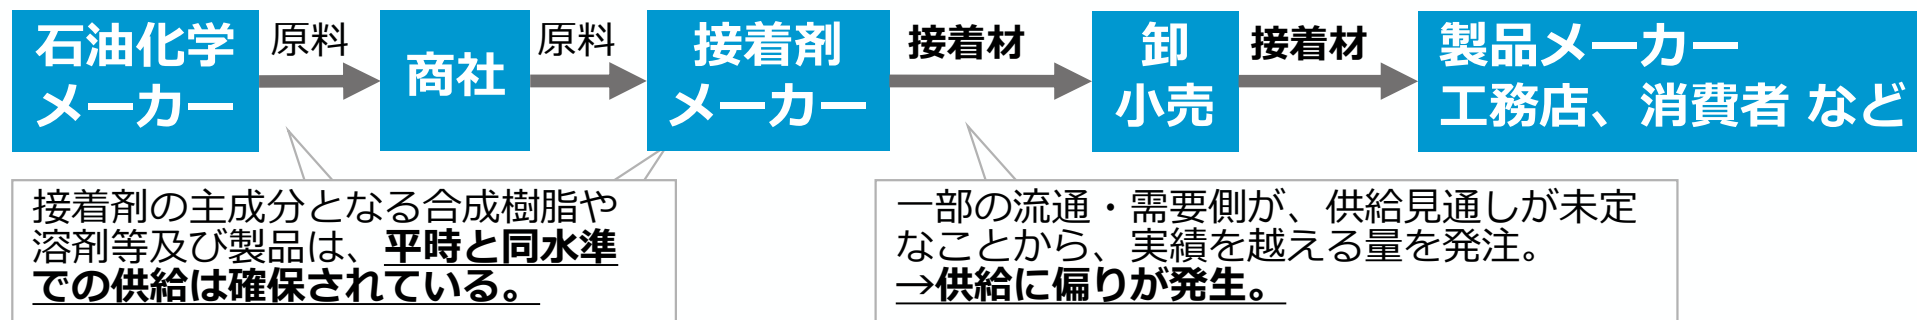 石油化学
メーカー
原料
商社
原料
接着剤
メーカー
接着材
卸
小売
接着材
製品メーカー
工務店、消費者 など
接着剤の主成分となる合成樹脂や
溶剤等及び製品は、平時と同水準
での供給は確保されている。
一部の流通・需要側が、供給見通しが未定
なことから、実績を越える量を発注。
→供給に偏りが発生。